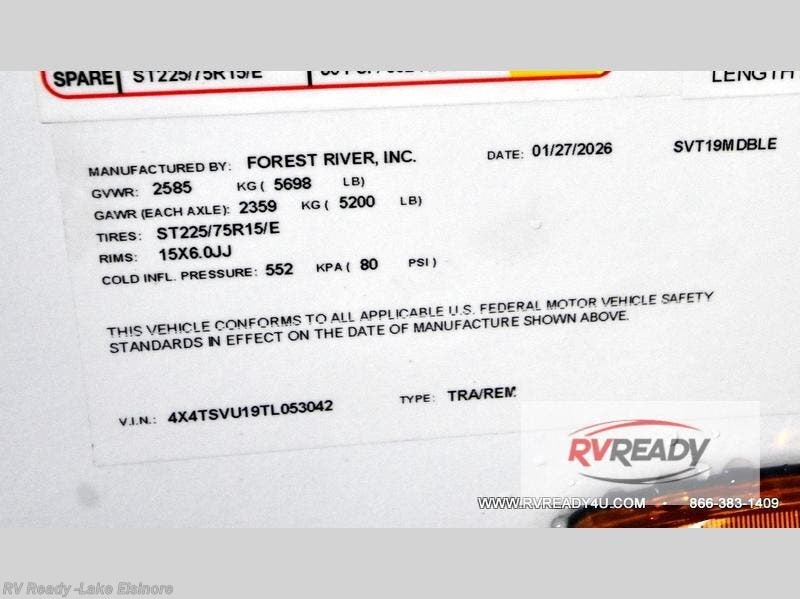 SPARE ST225/75R15/E
LENGTH
MANUFACTURED BY: FOREST RIVER, INC. DATE: 01/27/2026 SVT19MDBLE
GVWR: 2585 KG ( 5698 LB)
GAWR (EACH AXLE): 2359 KG ( 5200 LB)
TIRES: ST225/75R15/E
RIMS: 15X6.0JJ
COLD INFL. PRESSURE: 552 KPA ( 80 PSI )
THIS VEHICLE CONFORMS TO ALL APPLICABLE U.S. FEDERAL MOTOR VEHICLE SAFETY
STANDARDS IN EFFECT ON THE DATE OF MANUFACTURE SHOWN ABOVE.
V.I.N.: 4X4TSVU19TL053042 TYPE: TRA/REM
RVREADY
WWW.RVREADY4U.COM 866-383-1409
RV Ready -Lake Elsinore